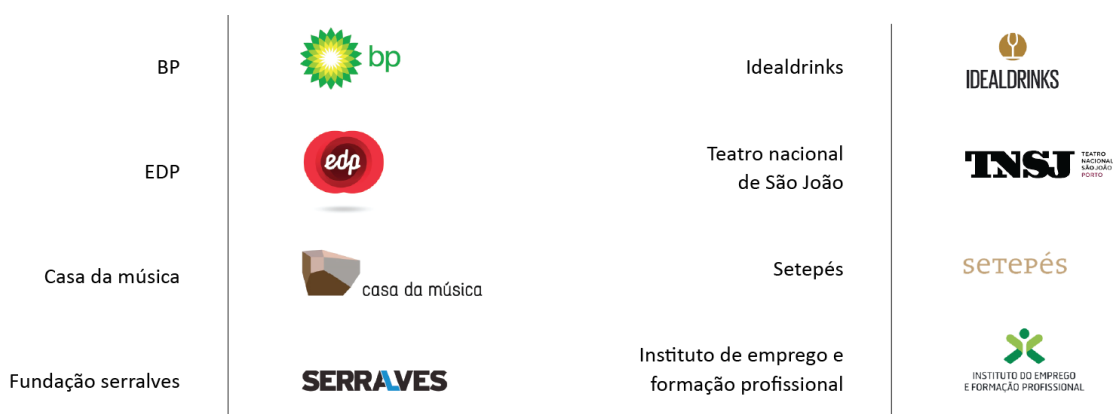 BP
bp
EDP
edp
Casa da música
casa da música
Fundação serralves
SERRALVES
Idealdrinks
IDEALDRINKS
Teatro nacional
de São João
TNSJ
TEATRO
NACIONAL
SÃO JOÃO
PORTO
Setepés
seTePés
Instituto de emprego e
formação profissional
INSTITUTO DO EMPREGO
E FORMAÇÃO PROFISSIONAL